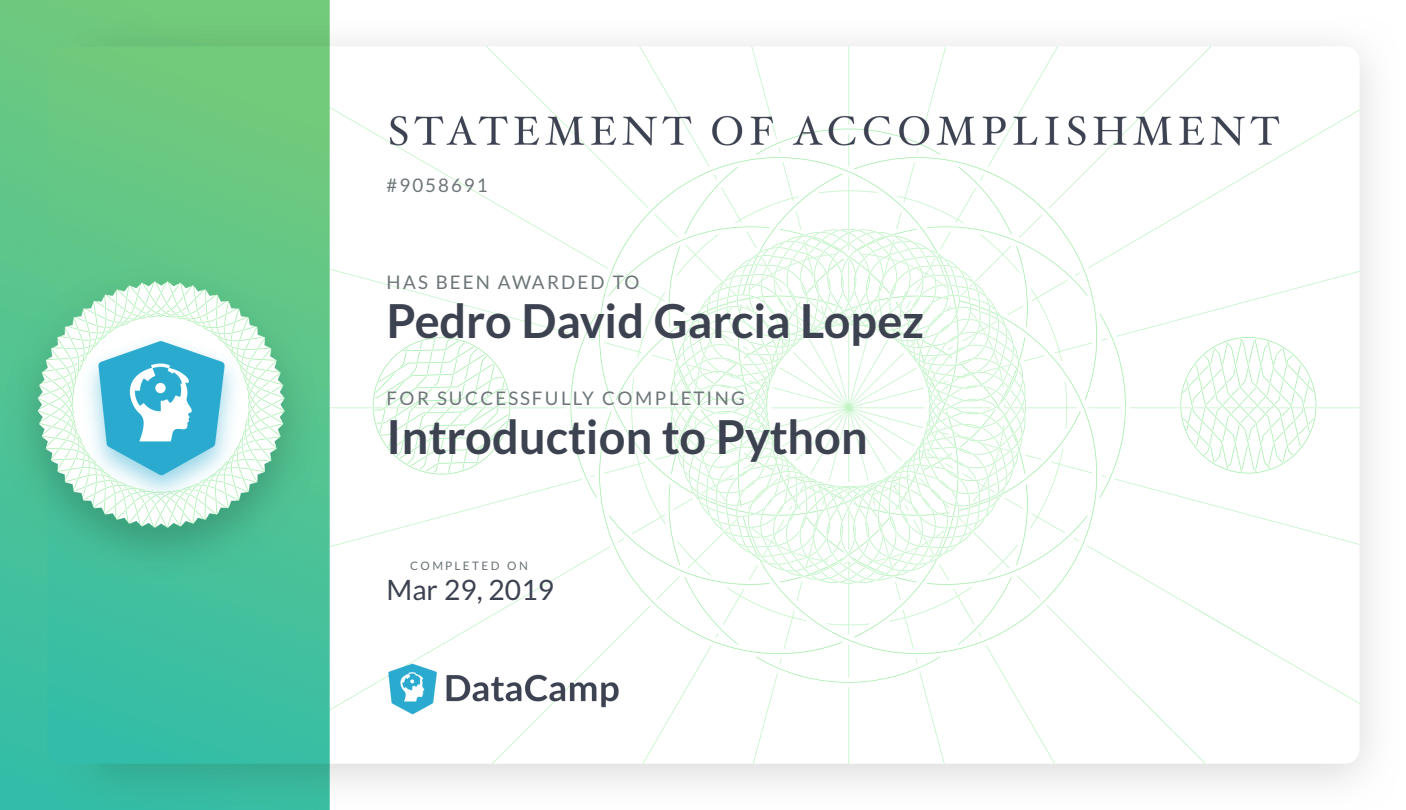 STATEMENT OF ACCOMPLISHMENT
#9058691
HAS BEEN AWARDED TO
Pedro David Garcia Lopez
FOR SUCCESSFULLY COMPLETING
Introduction to Python
COMPLETED ON
Mar 29, 2019
DataCamp